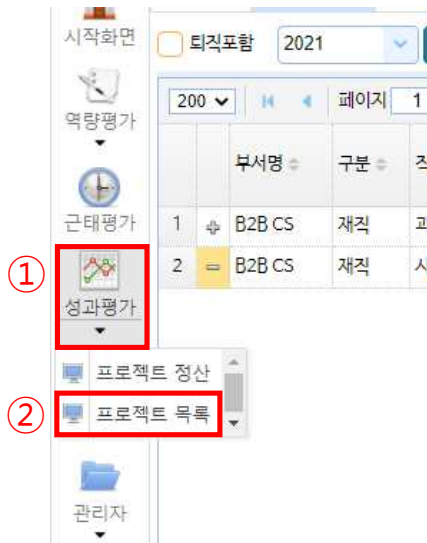 시작화면
퇴직포함 2021
역량평가
200 페이지 1
부서명 구분
근태평가
1 B2B CS 재직
2 B2B CS 재직
①
성과평가
프로젝트 정산
② 프로젝트 목록
관리자